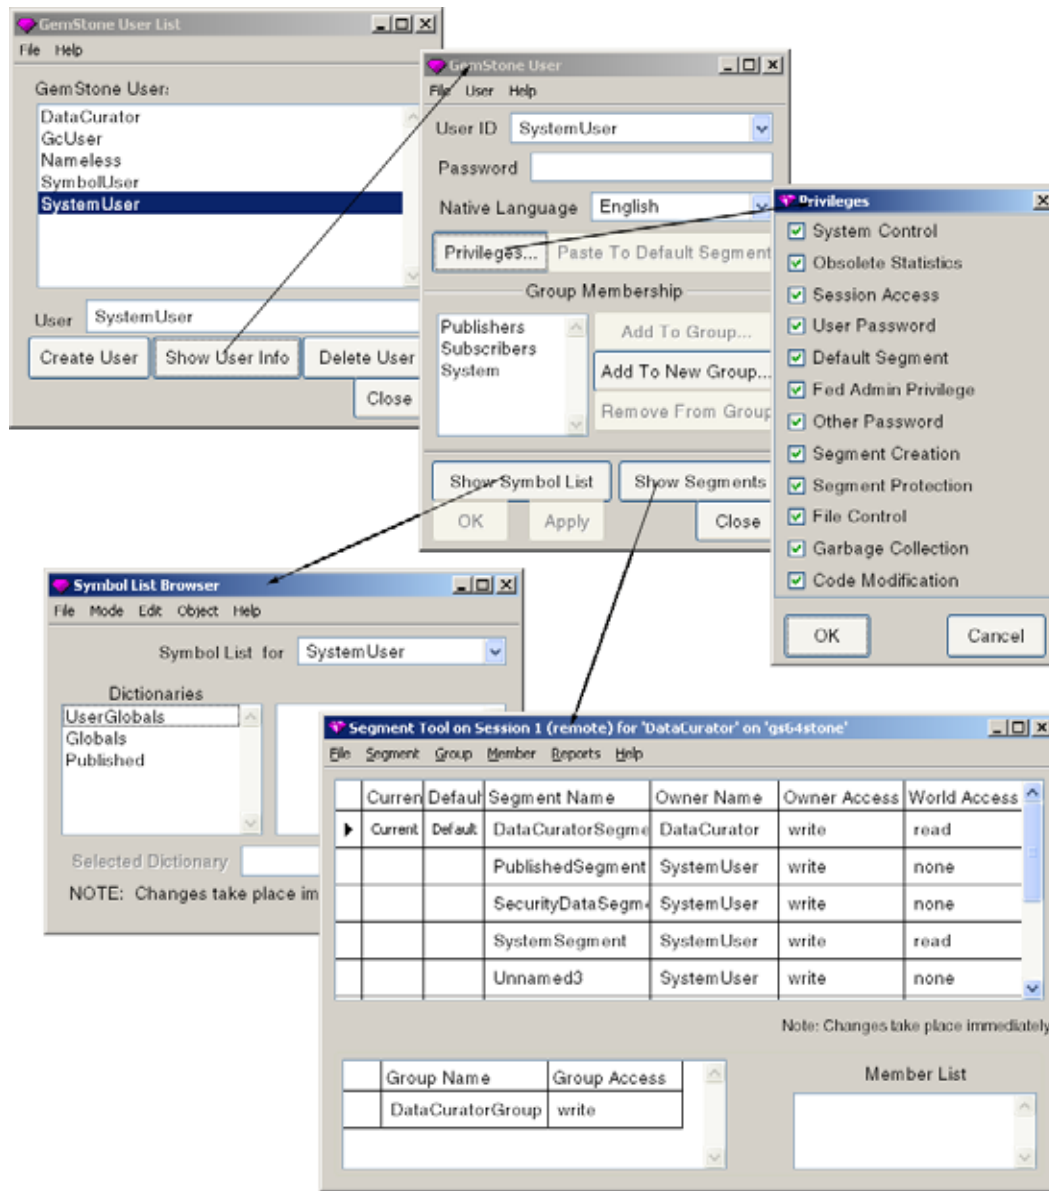 GemStone User List
File Help
GemStone User:
DataCurator
GcUser
Nameless
SymbolUser
SystemUser
User SystemUser
Create User Show User Info Delete User
Close
GemStone User
File User Help
User ID SystemUser
Password
Native Language English
Privileges... Paste To Default Segment
Group Membership
Publishers
Subscribers
System
Add To Group...
Add To New Group...
Remove From Group
Show Symbol List Show Segments
OK Apply Close
Privileges
System Control
Obsolete Statistics
Session Access
User Password
Default Segment
Fed Admin Privilege
Other Password
Segment Creation
Segment Protection
File Control
Garbage Collection
Code Modification
OK Cancel
Symbol List Browser
File Mode Edit Object Help
Symbol List for SystemUser
Dictionaries
UserGlobals
Globals
Published
Selected Dictionary
NOTE: Changes take place im
Segment Tool on Session 1 (remote) for 'DataCurator' on 'gs64stone'
File Segment Group Member Reports Help
Curren Defaul Segment Name Owner Name Owner Access World Access
Current Default DataCuratorSegme DataCurator write read
PublishedSegment SystemUser write none
SecurityDataSegm SystemUser write none
SystemSegment SystemUser write read
Unnamed3 SystemUser write none
Note: Changes take place immediately
Group Name Group Access
DataCuratorGroup write
Member List